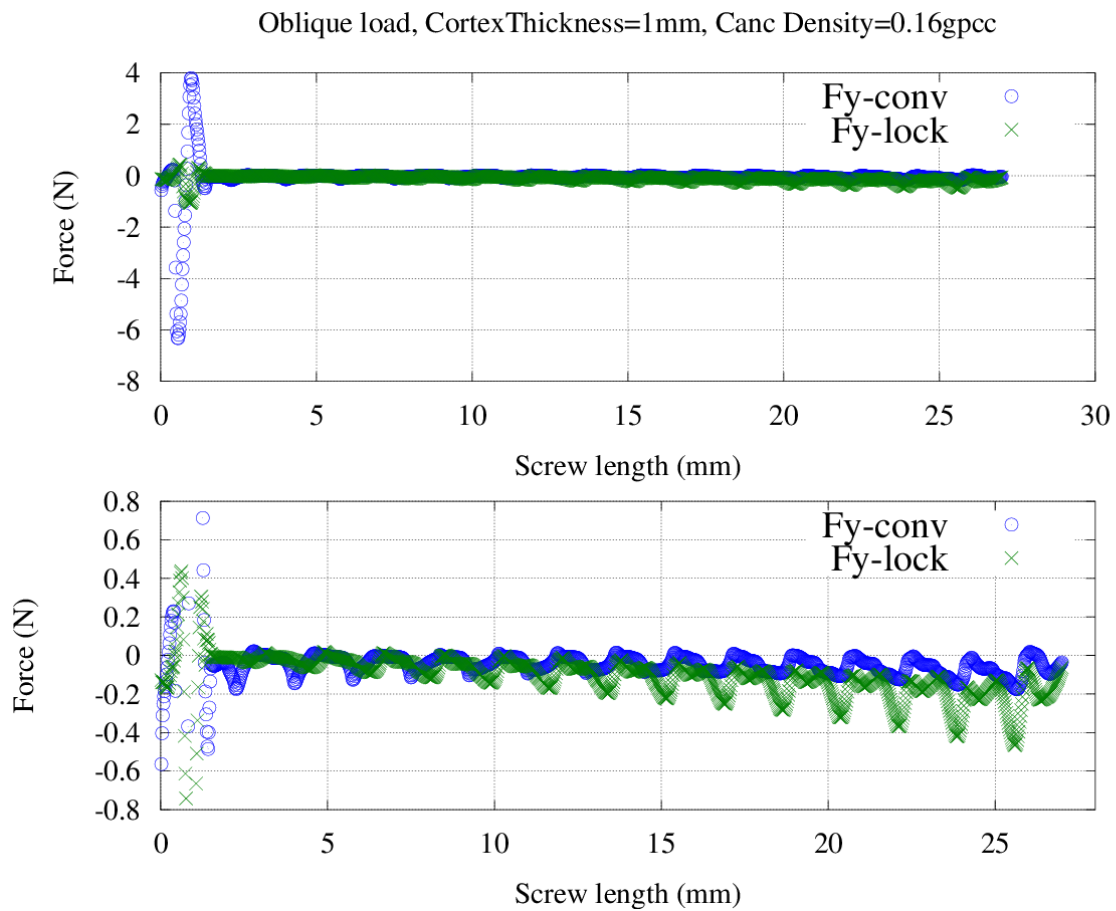 Oblique load, CortexThickness=1mm, Canc Density=0.16gpcc
4
2
0
-2
-4
-6
-8
Force (N)
Fy-conv
Fy-lock
0 5 10 15 20 25 30
Screw length (mm)
0.8
0.6
0.4
0.2
0
-0.2
-0.4
-0.6
-0.8
Force (N)
Fy-conv
Fy-lock
0 5 10 15 20 25
Screw length (mm)